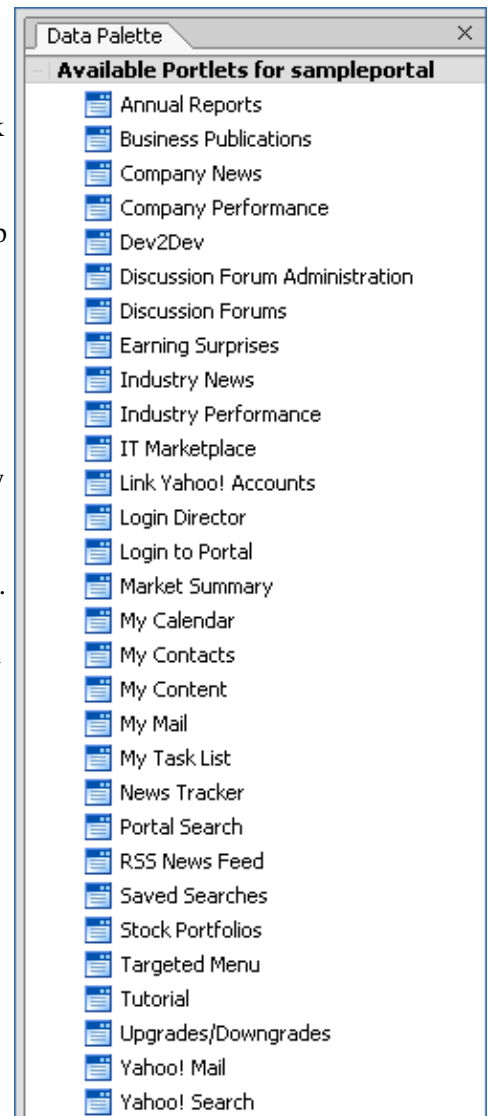 Data Palette
Available Portlets for sampleportal
Annual Reports
Business Publications
Company News
Company Performance
Dev2Dev
Discussion Forum Administration
Discussion Forums
Earning Surprises
Industry News
Industry Performance
IT Marketplace
Link Yahoo! Accounts
Login Director
Login to Portal
Market Summary
My Calendar
My Contacts
My Content
My Mail
My Task List
News Tracker
Portal Search
RSS News Feed
Saved Searches
Stock Portfolios
Targeted Menu
Tutorial
Upgrades/Downgrades
Yahoo! Mail
Yahoo! Search